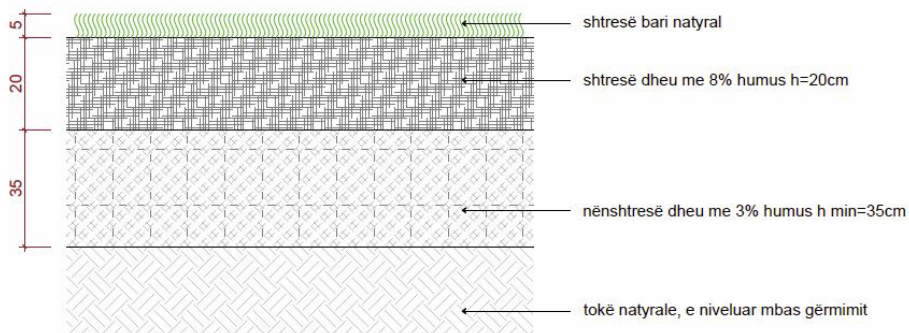 5
shtresë bari natyral
20
shtresë dheu me 8% humus h=20cm
35
nënshtresë dheu me 3% humus h min=35cm
tokë natyrale, e niveluar mbas gërmimit